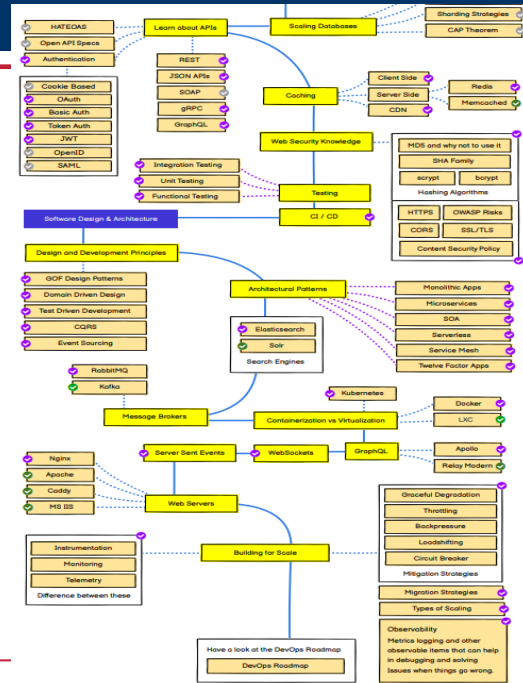 Sharding Strategies
HATEOAS
Learn about APIs
Scaling Databases
CAP Theorem
Open API Specs
Authentication
REST
JSON APIs
SOAP
gRPC
GraphQL
Cookie Based
OAuth
Basic Auth
Token Auth
JWT
OpenID
SAML
Caching
Client Side
Server Side
CDN
Redis
Memcached
Web Security Knowledge
MD5 and why not to use it
SHA Family
scrypt
bcrypt
Hashing Algorithms
HTTPS
OWASP Risks
CORS
SSL/TLS
Content Security Policy
Integration Testing
Unit Testing
Functional Testing
Testing
CI / CD
Software Design & Architecture
Design and Development Principles
GOF Design Patterns
Domain Driven Design
Test Driven Development
CQRS
Event Sourcing
Architectural Patterns
Monolithic Apps
Microservices
SOA
Serverless
Service Mesh
Twelve Factor Apps
Elasticsearch
Solr
Search Engines
RabbitMQ
Kafka
Message Brokers
Kubernetes
Containerization vs Virtualization
Docker
LXC
Server Sent Events
WebSockets
GraphQL
Apollo
Relay Modern
Nginx
Apache
Caddy
MS IIS
Web Servers
Graceful Degradation
Throttling
Backpressure
Loadshifting
Circuit Breaker
Mitigation Strategies
Instrumentation
Monitoring
Telemetry
Difference between these
Building for Scale
Migration Strategies
Types of Scaling
Observability
Metrics logging and other
observable items that can help
in debugging and solving
Issues when things go wrong.
Have a look at the DevOps Roadmap
DevOps Roadmap